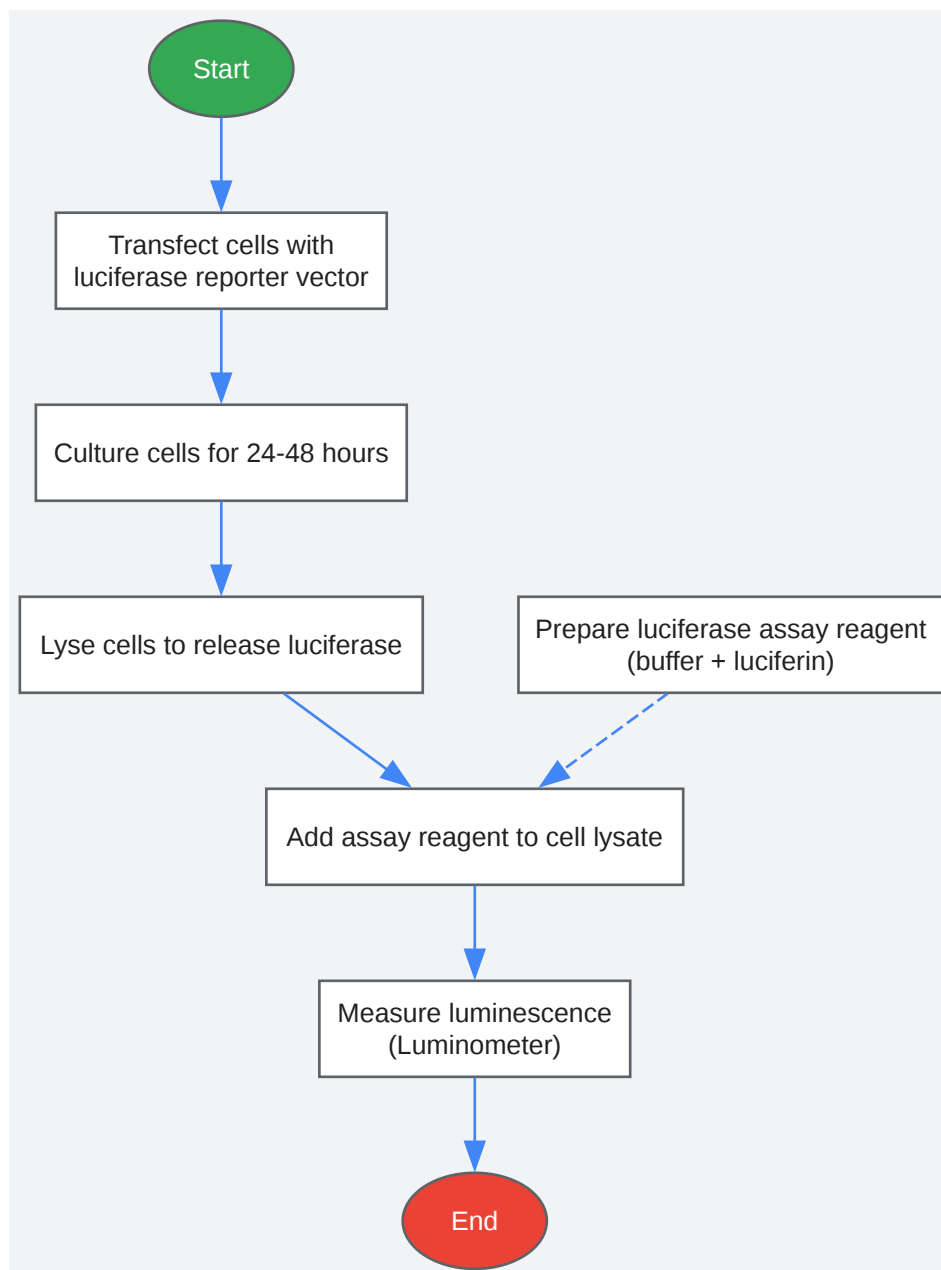 Start
Transfect cells with
luciferase reporter vector
Culture cells for 24-48 hours
Lyse cells to release luciferase
Prepare luciferase assay reagent
(buffer + luciferin)
Add assay reagent to cell lysate
Measure luminescence
(Luminometer)
End